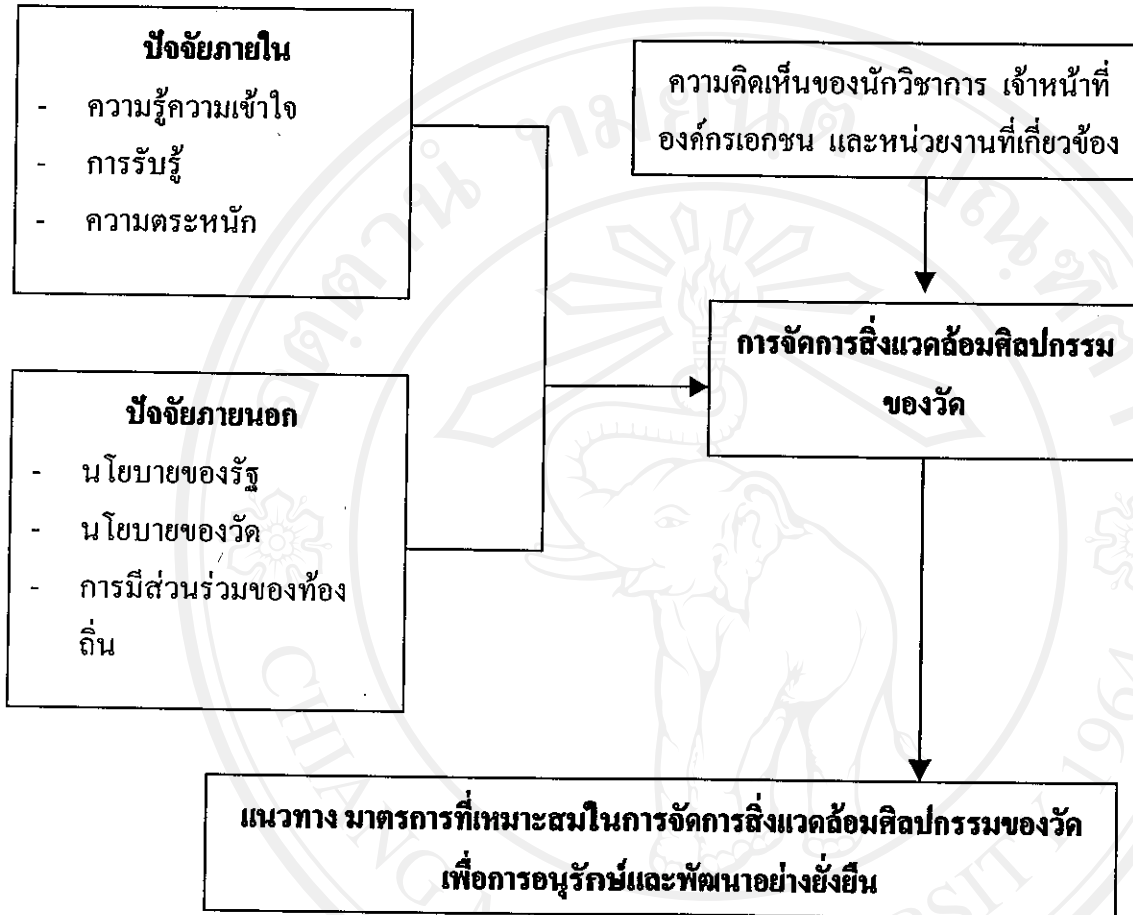 ปัจจัยภายใน
- ความรู้ความเข้าใจ
- การรับรู้
- ความตระหนัก
ความคิดเห็นของนักวิชาการ เจ้าหน้าที่
องค์กรเอกชน และหน่วยงานที่เกี่ยวข้อง
การจัดการสิ่งแวดล้อมศิลปกรรม
ของวัด
ปัจจัยภายนอก
- นโยบายของรัฐ
- นโยบายของวัด
- การมีส่วนร่วมของท้อง
ถิ่น
แนวทาง มาตรการที่เหมาะสมในการจัดการสิ่งแวดล้อมศิลปกรรมของวัด
เพื่อการอนุรักษ์และพัฒนาอย่างยั่งยืน